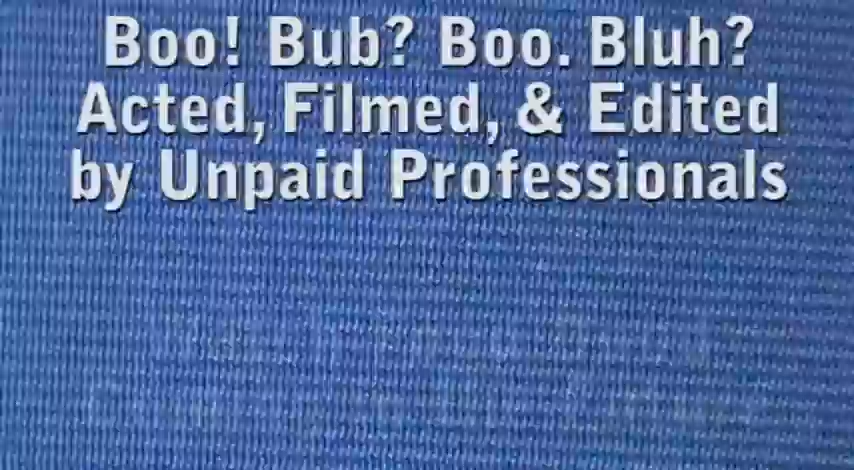 Boo! Bub? Boo. Bluh?
Acted, Filmed, & Edited
by Unpaid Professionals